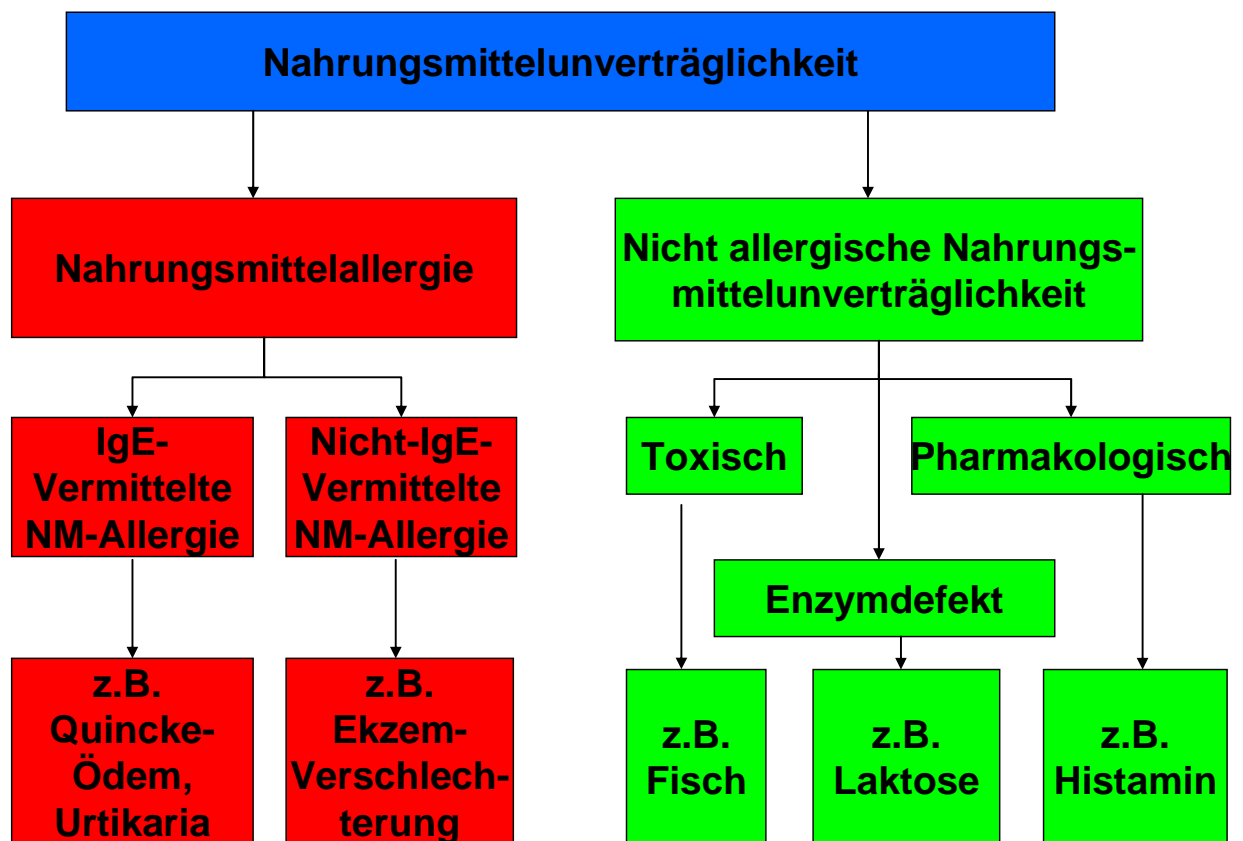 Nahrungsmittelunverträglichkeit
Nahrungsmittelallergie
Nicht allergische Nahrungs-
mittelunverträglichkeit
IgE-
Vermittelte
NM-Allergie
Nicht-IgE-
Vermittelte
NM-Allergie
Toxisch
Pharmakologisch
Enzymdefekt
z.B.
Quincke-
Ödem,
Urtikaria
z.B.
Ekzem-
Verschlech-
terung
z.B.
Fisch
z.B.
Laktose
z.B.
Histamin